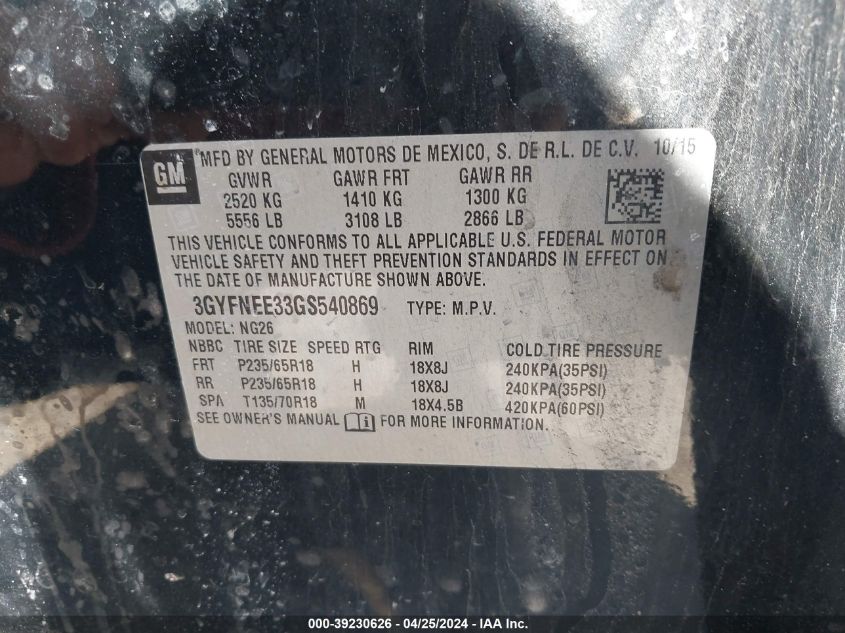 GM MFD BY GENERAL MOTORS DE MEXICO, S. DE R.L. DE C.V. 10/15
GVWR GAWR FRT GAWR RR
2520 KG 1410 KG 1300 KG
5556 LB 3108 LB 2866 LB
THIS VEHICLE CONFORMS TO ALL APPLICABLE U.S. FEDERAL MOTOR
VEHICLE SAFETY AND THEFT PREVENTION STANDARDS IN EFFECT ON
THE DATE OF MANUFACTURE SHOWN ABOVE.
3GYFNEE33GS540869 TYPE: M.P.V.
MODEL: NG26
NBBC TIRE SIZE SPEED RTG RIM COLD TIRE PRESSURE
FRT P235/65R18 H 18X8J 240KPA(35PSI)
RR P235/65R18 H 18X8J 240KPA(35PSI)
SPA T135/70R18 M 18X4.5B 420KPA(60PSI)
SEE OWNER'S MANUAL FOR MORE INFORMATION.
000-39230626 - 04/25/2024 - IAA Inc.